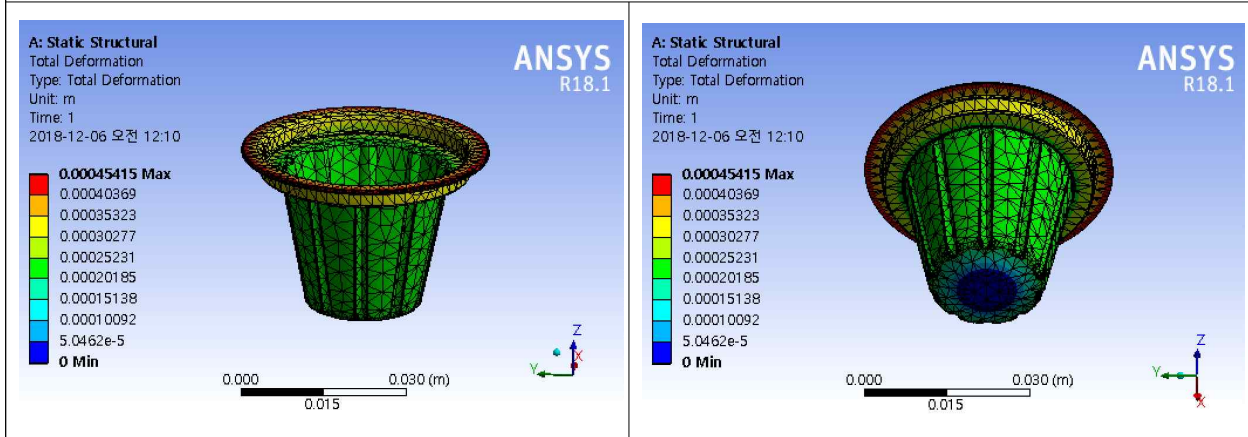 A: Static Structural
Total Deformation
Type: Total Deformation
Unit: m
Time: 1
2018-12-06 오전 12:10
ANSYS
R18.1
0.00045415 Max
0.00040369
0.00035323
0.00030277
0.00025231
0.00020185
0.00015138
0.00010092
5.0462e-5
0 Min
0.000
0.030 (m)
0.015
Z
X
Y
A: Static Structural
Total Deformation
Type: Total Deformation
Unit: m
Time: 1
2018-12-06 오전 12:10
ANSYS
R18.1
0.00045415 Max
0.00040369
0.00035323
0.00030277
0.00025231
0.00020185
0.00015138
0.00010092
5.0462e-5
0 Min
0.000
0.030 (m)
0.015
Z
Y
X